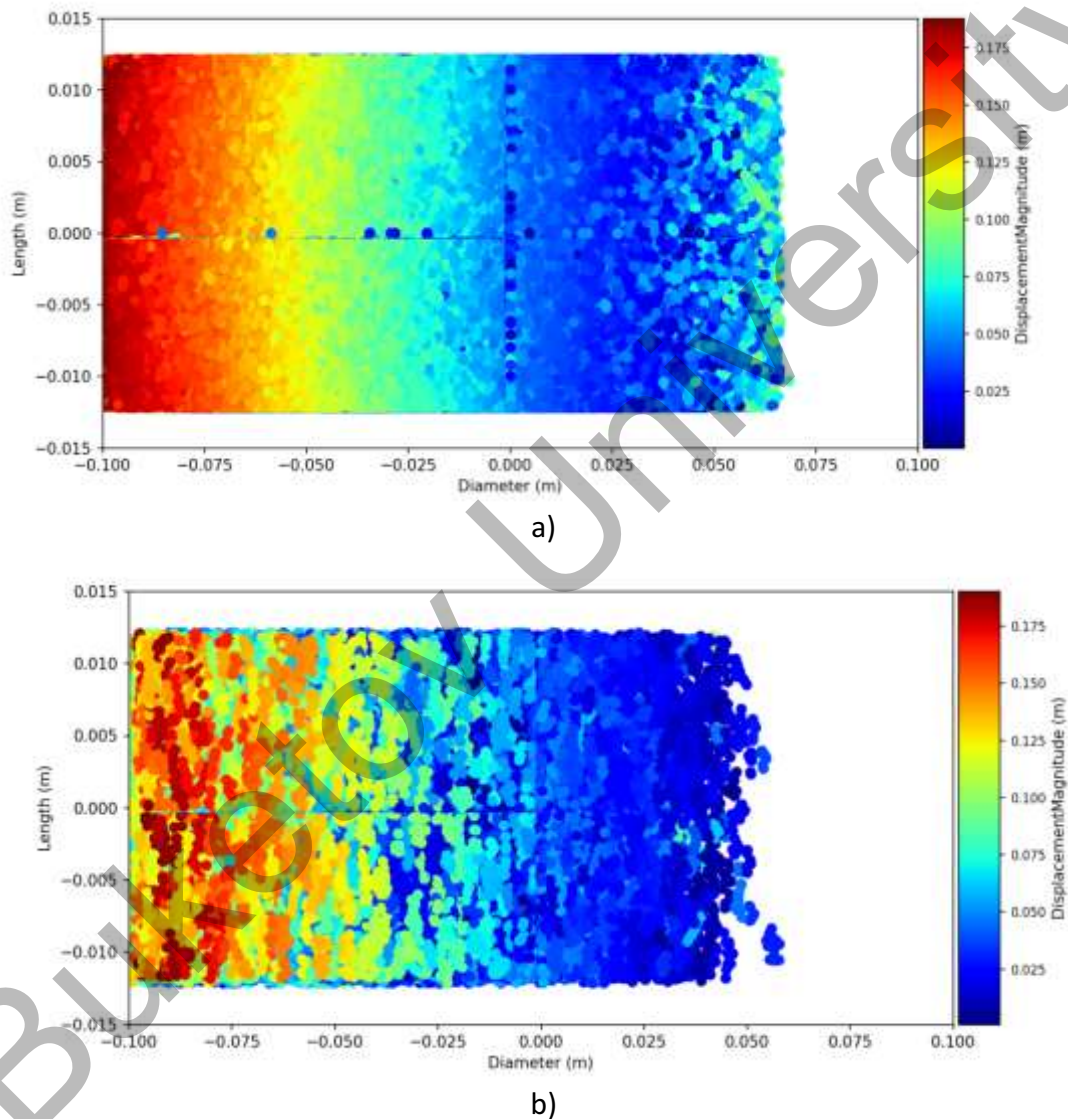 0.015
0.010
0.005
0.000
−0.005
−0.010
−0.015
Length (m)
−0.100 −0.075 −0.050 −0.025 0.000 0.025 0.050 0.075 0.100
Diameter (m)
0.175
0.150
0.125
0.100
0.075
0.050
0.025
DisplacementMagnitude (m)
a)
0.015
0.010
0.005
0.000
−0.005
−0.010
−0.015
Length (m)
−0.100 −0.075 −0.050 −0.025 0.000 0.025 0.050 0.075 0.100
Diameter (m)
0.175
0.150
0.125
0.100
0.075
0.050
0.025
DisplacementMagnitude (m)
b)
Buketov University